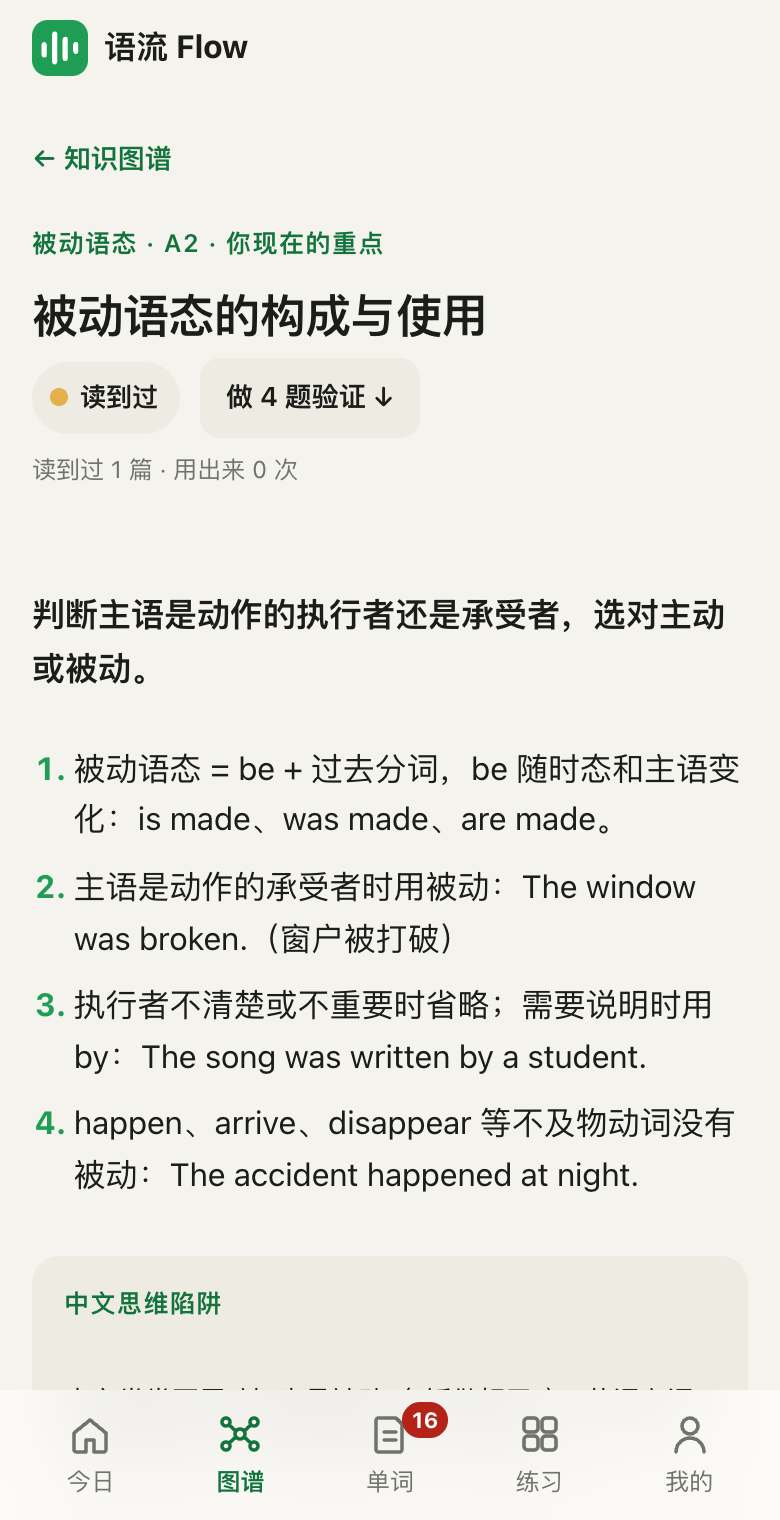 语流 Flow
← 知识图谱
被动语态 · A2 · 你现在的重点
被动语态的构成与使用
读到过
做 4 题验证 ↓
读到过 1 篇 · 用出来 0 次
判断主语是动作的执行者还是承受者，选对主动
或被动。
1. 被动语态 = be + 过去分词，be 随时态和主语变
化：is made、was made、are made。
2. 主语是动作的承受者时用被动：The window
was broken.（窗户被打破）
3. 执行者不清楚或不重要时省略；需要说明时用
by：The song was written by a student.
4. happen、arrive、disappear 等不及物动词没有
被动：The accident happened at night.
中文思维陷阱
16
今日
图谱
单词
练习
我的